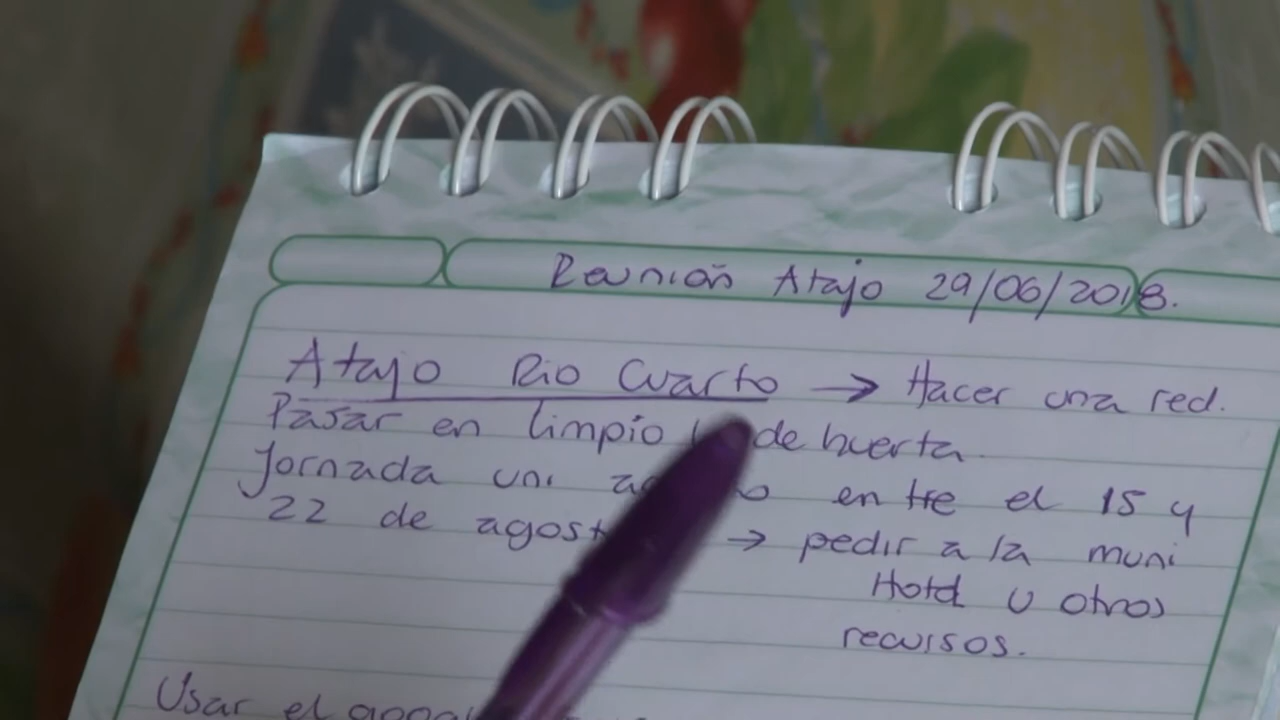 Reunión Atajo 29/06/2018.
Atajo Rio Cuarto → Hacer una red.
Pasar en limpio de huerta
Jornada uni entre el 15 y
22 de → pedir a la muni
Hotel u otros
recursos.
Usar el